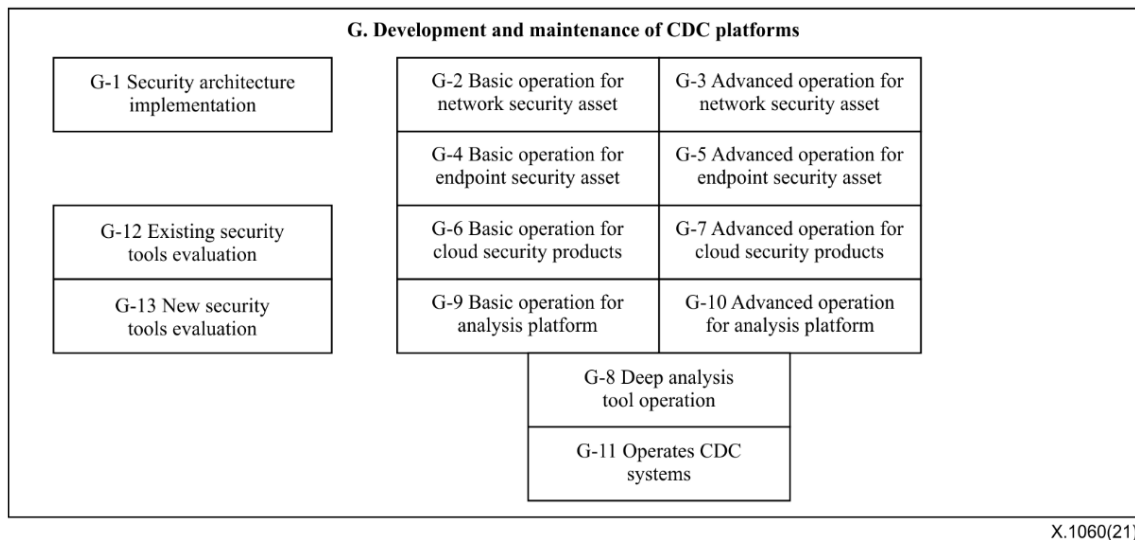 G. Development and maintenance of CDC platforms
G-1 Security architecture
implementation
G-2 Basic operation for
network security asset
G-3 Advanced operation for
network security asset
G-4 Basic operation for
endpoint security asset
G-5 Advanced operation for
endpoint security asset
G-12 Existing security
tools evaluation
G-6 Basic operation for
cloud security products
G-7 Advanced operation for
cloud security products
G-13 New security
tools evaluation
G-9 Basic operation for
analysis platform
G-10 Advanced operation
for analysis platform
G-8 Deep analysis
tool operation
G-11 Operates CDC
systems
X.1060(21)